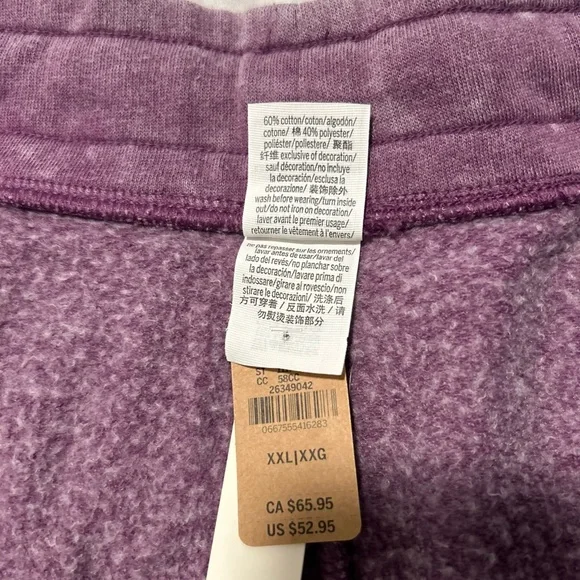 60% cotton/coton/algodón/
cotone/ 棉 40% polyester/
poliéster/poliestere/ 聚酯
纤维 exclusive of decoration/
sauf décoration/no incluye
la decoración/esclusa la
decorazione/ 装饰除外
wash before wearing/turn inside
out/do not iron on decoration/
laver avant le premier usage/
retourner le vêtement à l'envers/
ne pas repasser sur les ornements/
lavar antes de usar/lavar del
lado del revés/no planchar sobre
la decoración/lavare prima di
indossare/girare al rovescio/non
stirare le decorazioni/ 洗涤后
方可穿着/ 反面水洗/ 请
勿熨烫装饰部分
ST
CC 58CC
26349042
0667555416283
XXL|XXG
CA $65.95
US $52.95